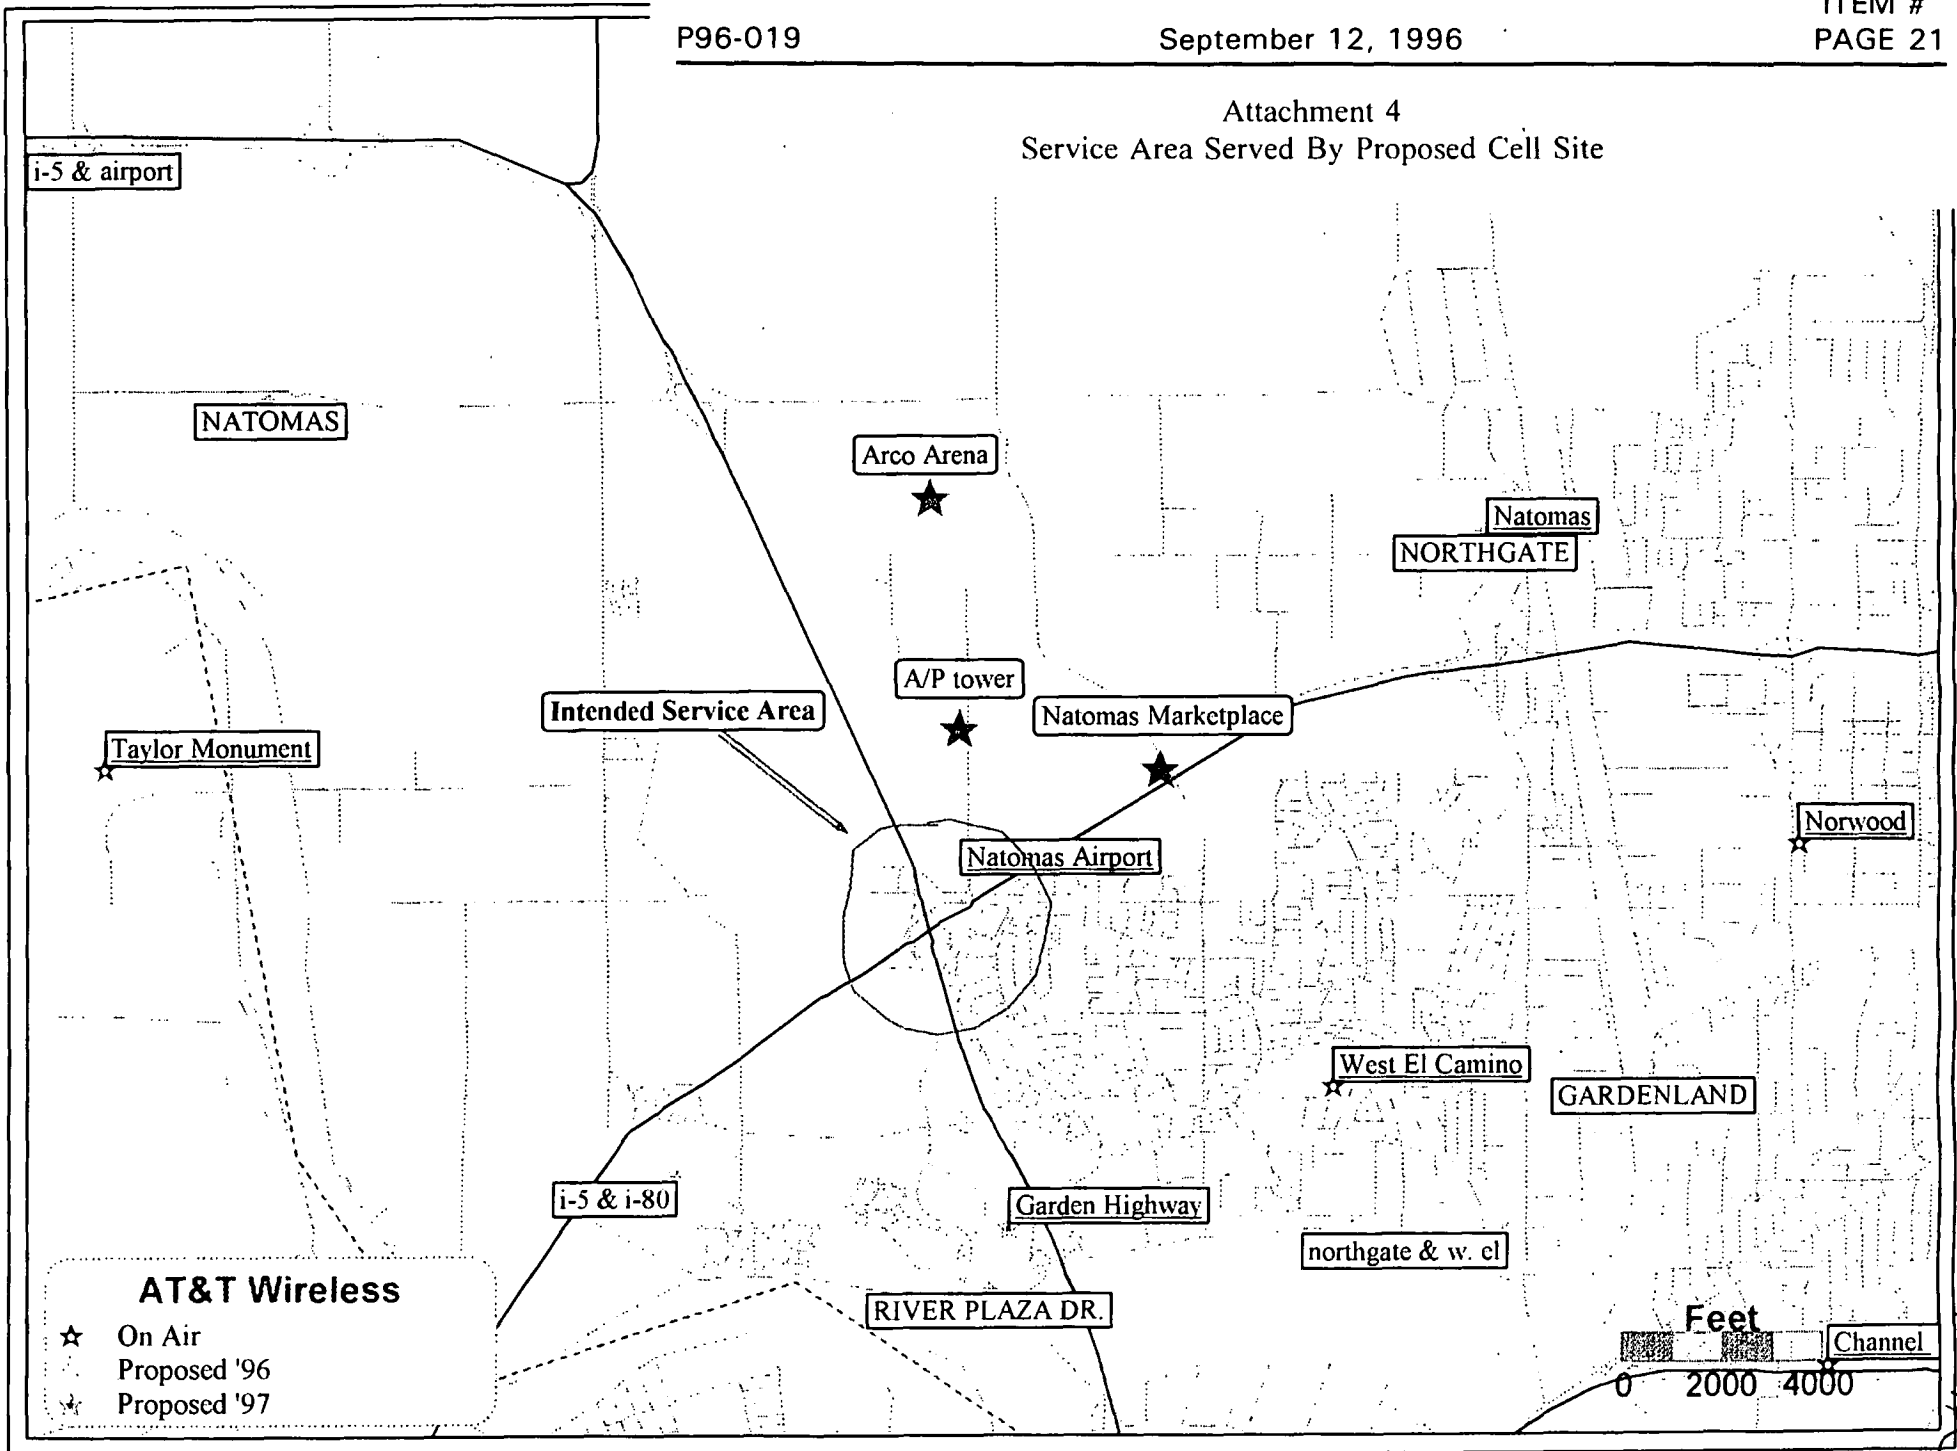 ITEM #
P96-019 September 12, 1996 PAGE 21
Attachment 4
Service Area Served By Proposed Cell Site
i-5 & airport
NATOMAS
Arco Arena
Natomas
NORTHGATE
A/P tower
Intended Service Area
Natomas Marketplace
Taylor Monument
Norwood
Natomas Airport
West El Camino
GARDENLAND
i-5 & i-80
Garden Highway
northgate & w. el
RIVER PLAZA DR.
AT&T Wireless
On Air
Proposed '96
Proposed '97
Feet
Channel
0 2000 4000